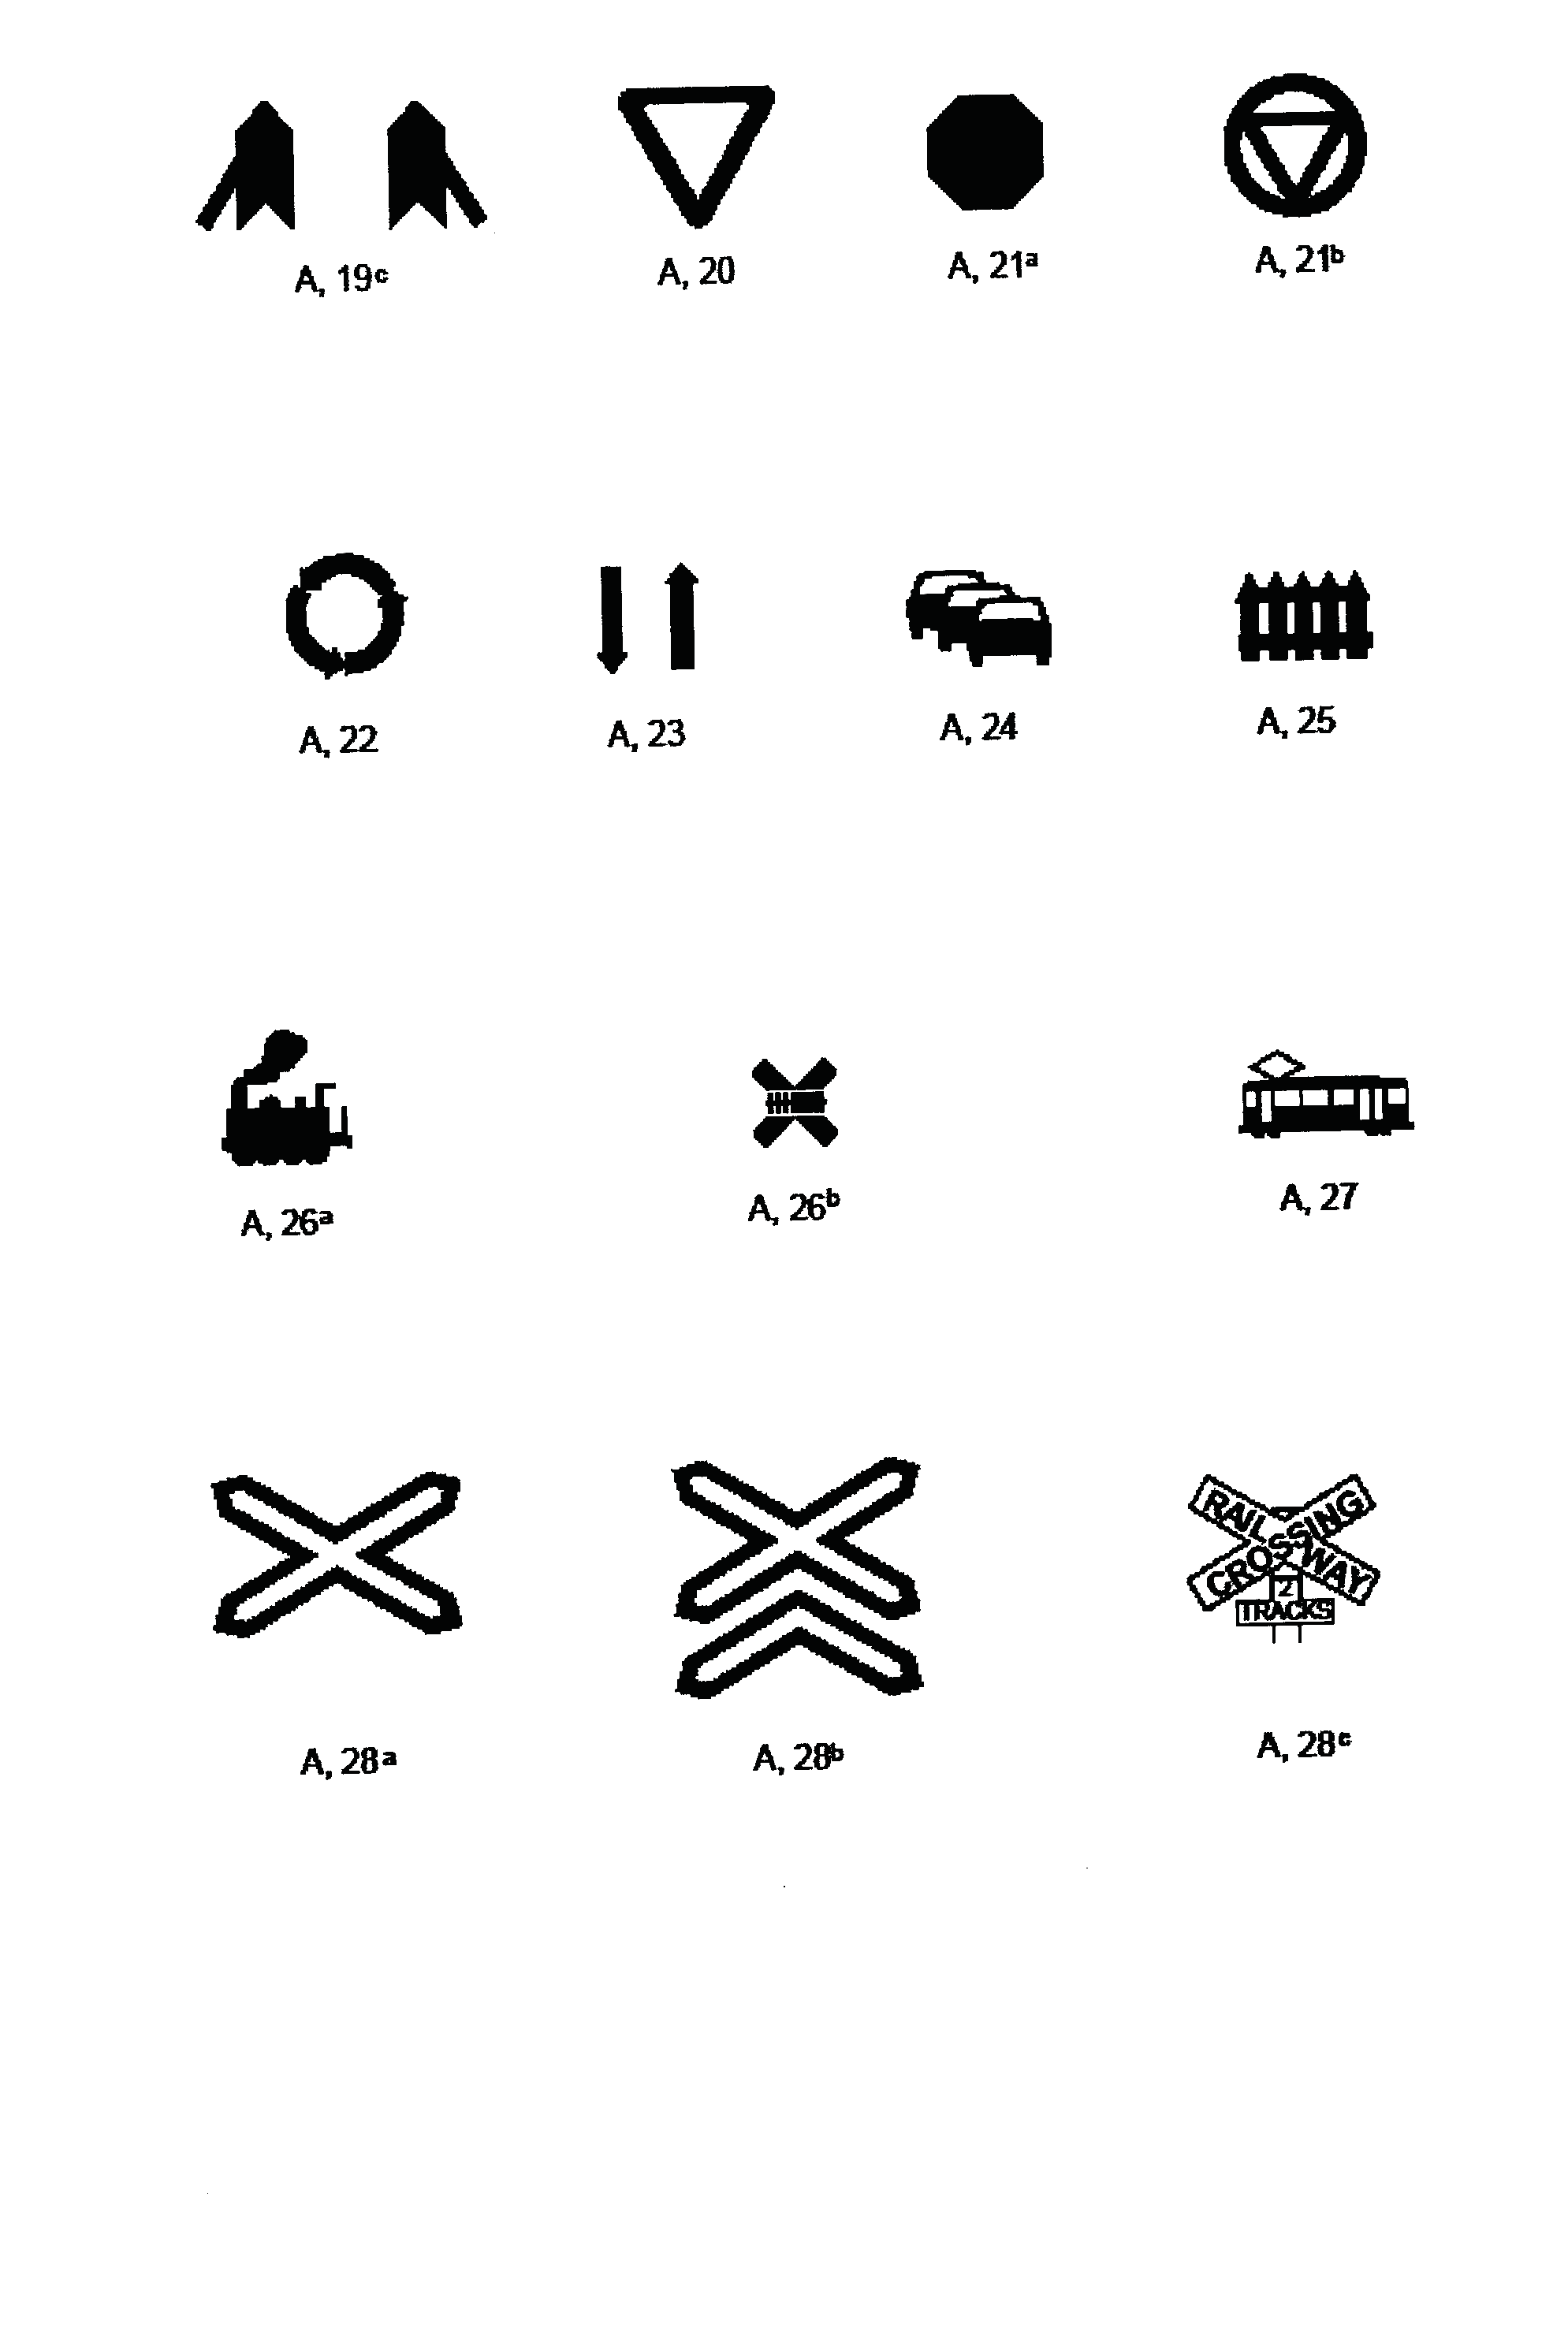 A, 19ᶜ
A, 20
A, 21ᵃ
A, 21ᵇ
A, 22
A, 23
A, 24
A, 25
A, 26ᵃ
A, 26ᵇ
A, 27
RAILWAY
CROSSING
2
TRACKS
A, 28ᵃ
A, 28ᵇ
A, 28ᶜ